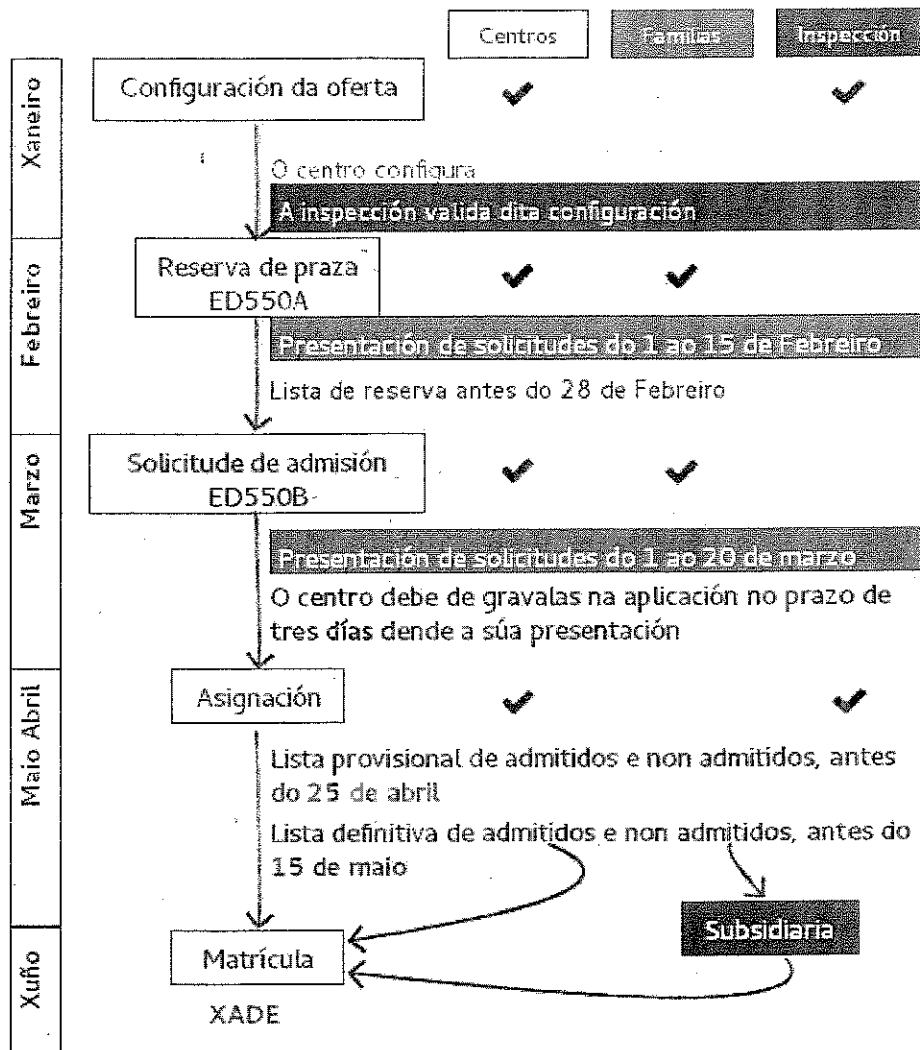 Centros
Familias
Inspección
Xaneiro
Configuración da oferta
O centro configura
A inspección valida dita configuración
Febreiro
Reserva de praza
ED550A
Presentación de solicitudes do 1 ao 15 de Febreiro
Lista de reserva antes do 28 de Febreiro
Marzo
Solicitude de admisión
ED550B
Presentación de solicitudes do 1 ao 20 de marzo
O centro debe de gravalas na aplicación no prazo de
tres días dende a súa presentación
Maio Abril
Asignación
Lista provisional de admitidos e non admitidos, antes
do 25 de abril
Lista definitiva de admitidos e non admitidos, antes do
15 de maio
Subsidiaria
Xuño
Matrícula
XADE